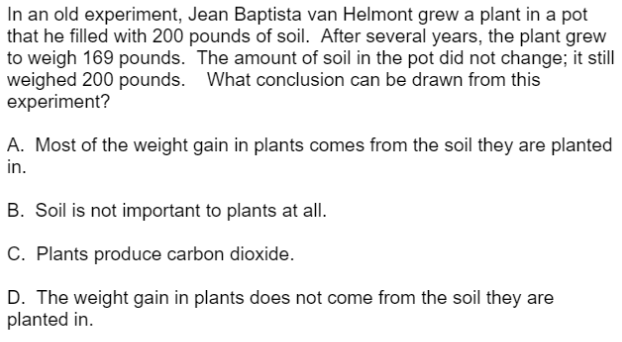 In an old experiment, Jean Baptista van Helmont grew a plant in a pot
that he filled with 200 pounds of soil.  After several years, the plant grew
to weigh 169 pounds.  The amount of soil in the pot did not change; it still
weighed 200 pounds.    What conclusion can be drawn from this
experiment?
A.  Most of the weight gain in plants comes from the soil they are planted
in.
B.  Soil is not important to plants at all.
C.  Plants produce carbon dioxide.
D.  The weight gain in plants does not come from the soil they are
planted in.